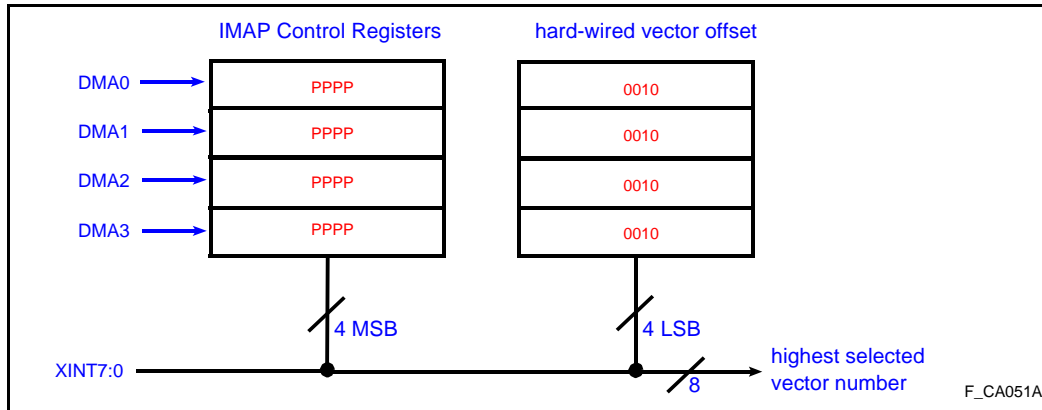 IMAP Control Registers
hard-wired vector offset
DMA0
PPPP
0010
DMA1
PPPP
0010
DMA2
PPPP
0010
DMA3
PPPP
0010
4 MSB
4 LSB
XINT7:0
8
highest selected
vector number
F_CA051A